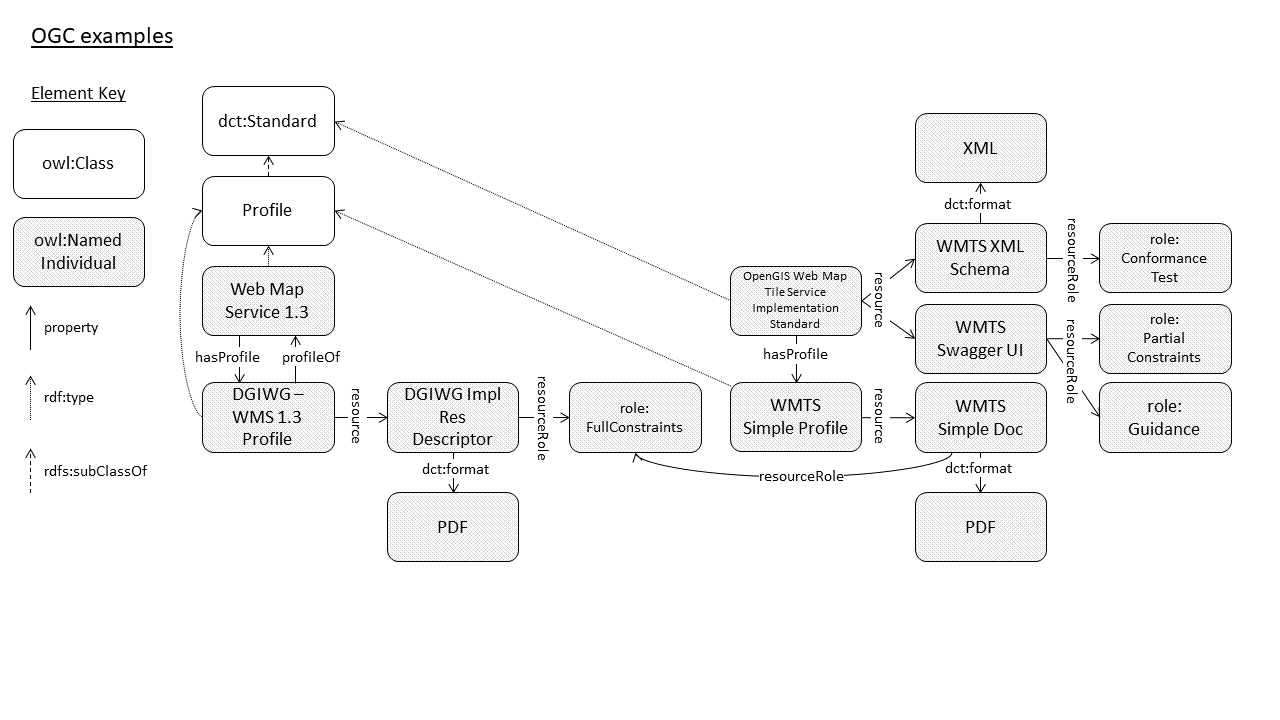 OGC examples
Element Key
owl:Class
owl:Named
Individual
property
rdf:type
rdfs:subClassOf
dct:Standard
Profile
Web Map
Service 1.3
hasProfile
profileOf
DGIWG –
WMS 1.3
Profile
resource
DGIWG Impl
Res
Descriptor
dct:format
PDF
resourceRole
role:
FullConstraints
OpenGIS Web Map
Tile Service
Implementation
Standard
hasProfile
WMTS
Simple Profile
resource
resource
XML
dct:format
WMTS XML
Schema
resourceRole
role:
Conformance
Test
WMTS
Swagger UI
resourceRole
role:
Partial
Constraints
role:
Guidance
WMTS
Simple Doc
resourceRole
dct:format
PDF